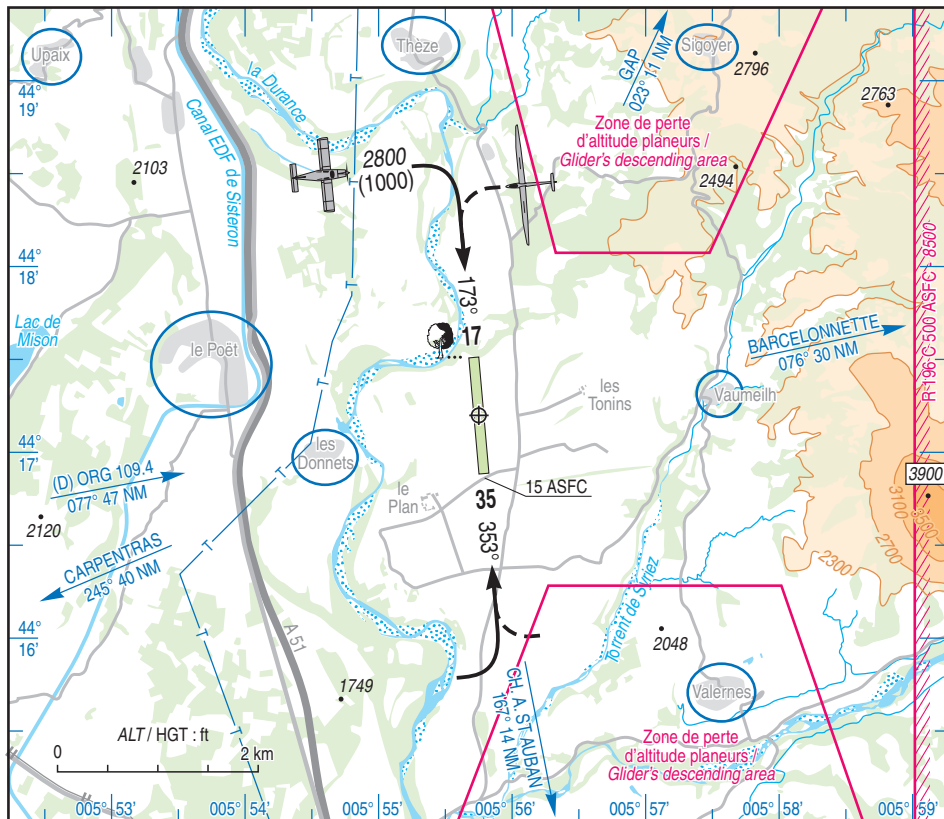 Upaix
Thèze
Sigoyer
2796
2763
GAP
023° 11 NM
44°
19'
la Durance
Canal EDF de Sisteron
Zone de perte
d'altitude planeurs /
Glider's descending area
2800
(1000)
2494
2103
44°
18'
173°
R 196 C 500 ASFC - 8500
Lac de
Mison
le Poët
17
BARCELONNETTE
076° 30 NM
les
Tonins
Vaumeilh
44°
17'
les
Donnets
(D) ORG 109.4
077° 47 NM
3900
15 ASFC
le
Plan
35
353°
3100
3500
2700
2300
2120
CARPENTRAS
245° 40 NM
T
T
T
T
T
T
T
Torrent de Syriez
44°
16'
A 51
2048
Valernes
1749
CH. A. ST AUBAN
167° 14 NM
Zone de perte
d'altitude planeurs /
Glider's descending area
ALT / HGT : ft
0
2 km
005° 53'
005° 54'
005° 55'
005° 56'
005° 57'
005° 58'
005° 59'